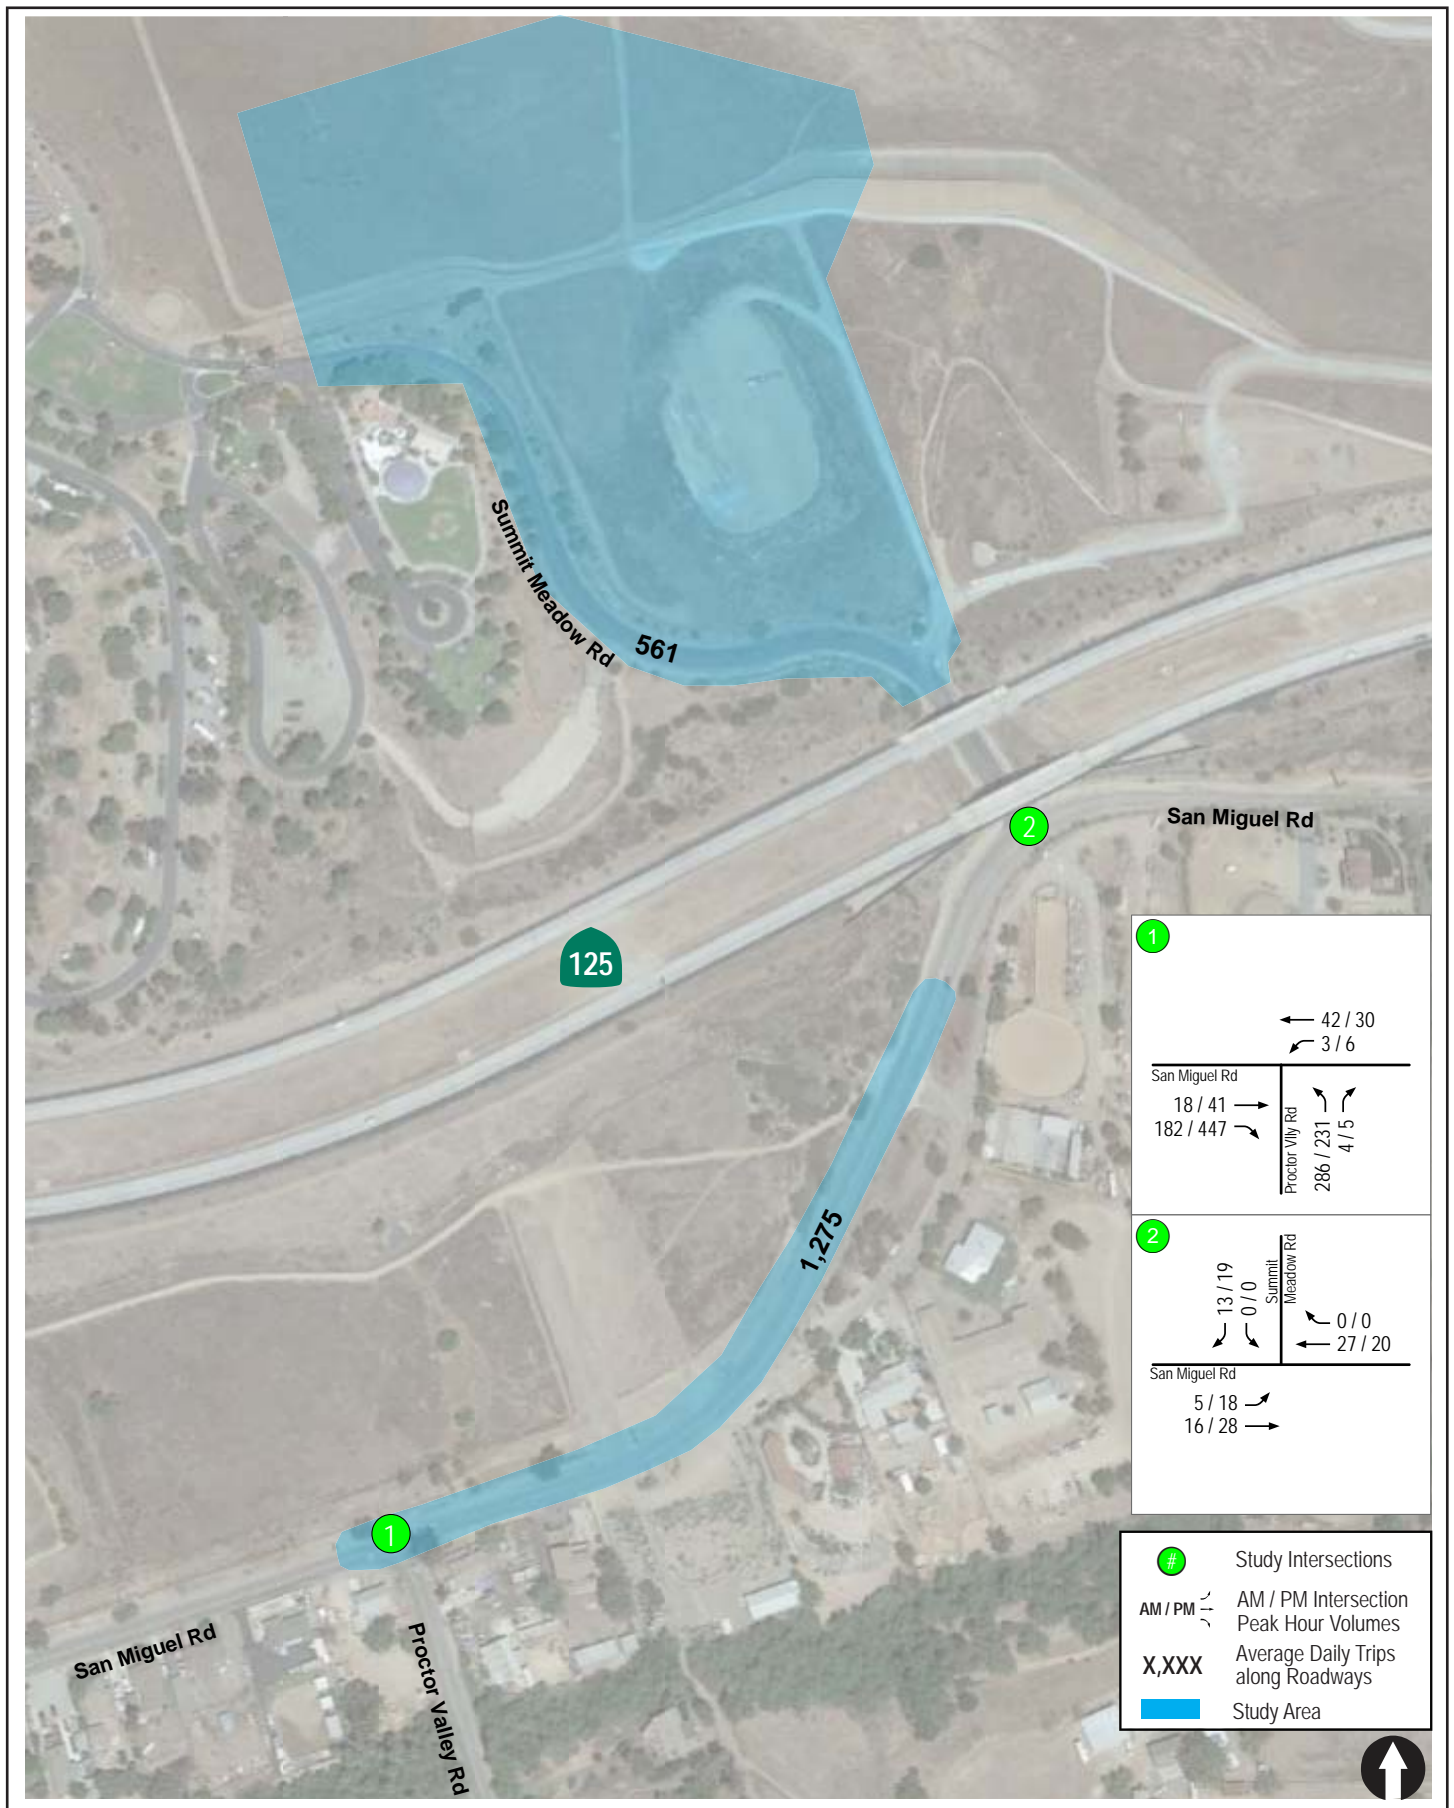 Summit Meadow Rd
561
2
San Miguel Rd
125
1,275
1
San Miguel Rd
Proctor Valley Rd
1
42 / 30
3 / 6
San Miguel Rd
18 / 41
182 / 447
Proctor Vlly Rd
286 / 231
4 / 5
2
13 / 19
0 / 0
Summit
Meadow Rd
0 / 0
27 / 20
San Miguel Rd
5 / 18
16 / 28
# Study Intersections
AM / PM AM / PM Intersection
Peak Hour Volumes
X,XXX Average Daily Trips
along Roadways
Study Area